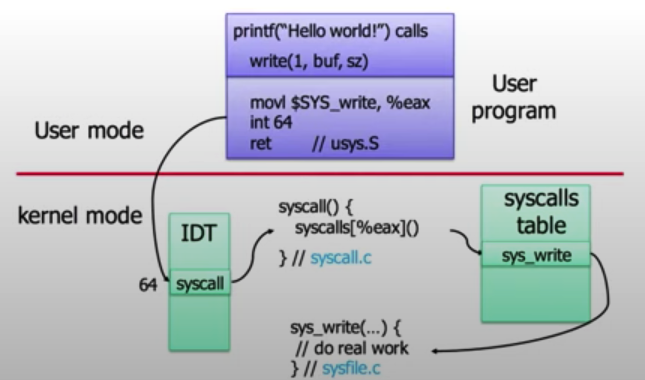 printf("Hello world!") calls
write(1, buf, sz)
movl $SYS_write, %eax
int 64
ret // usys.S
User
program
User mode
kernel mode
IDT
64 syscall
syscall() {
syscalls[%eax]()
} // syscall.c
syscalls
table
sys_write
sys_write(...) {
// do real work
} // sysfile.c